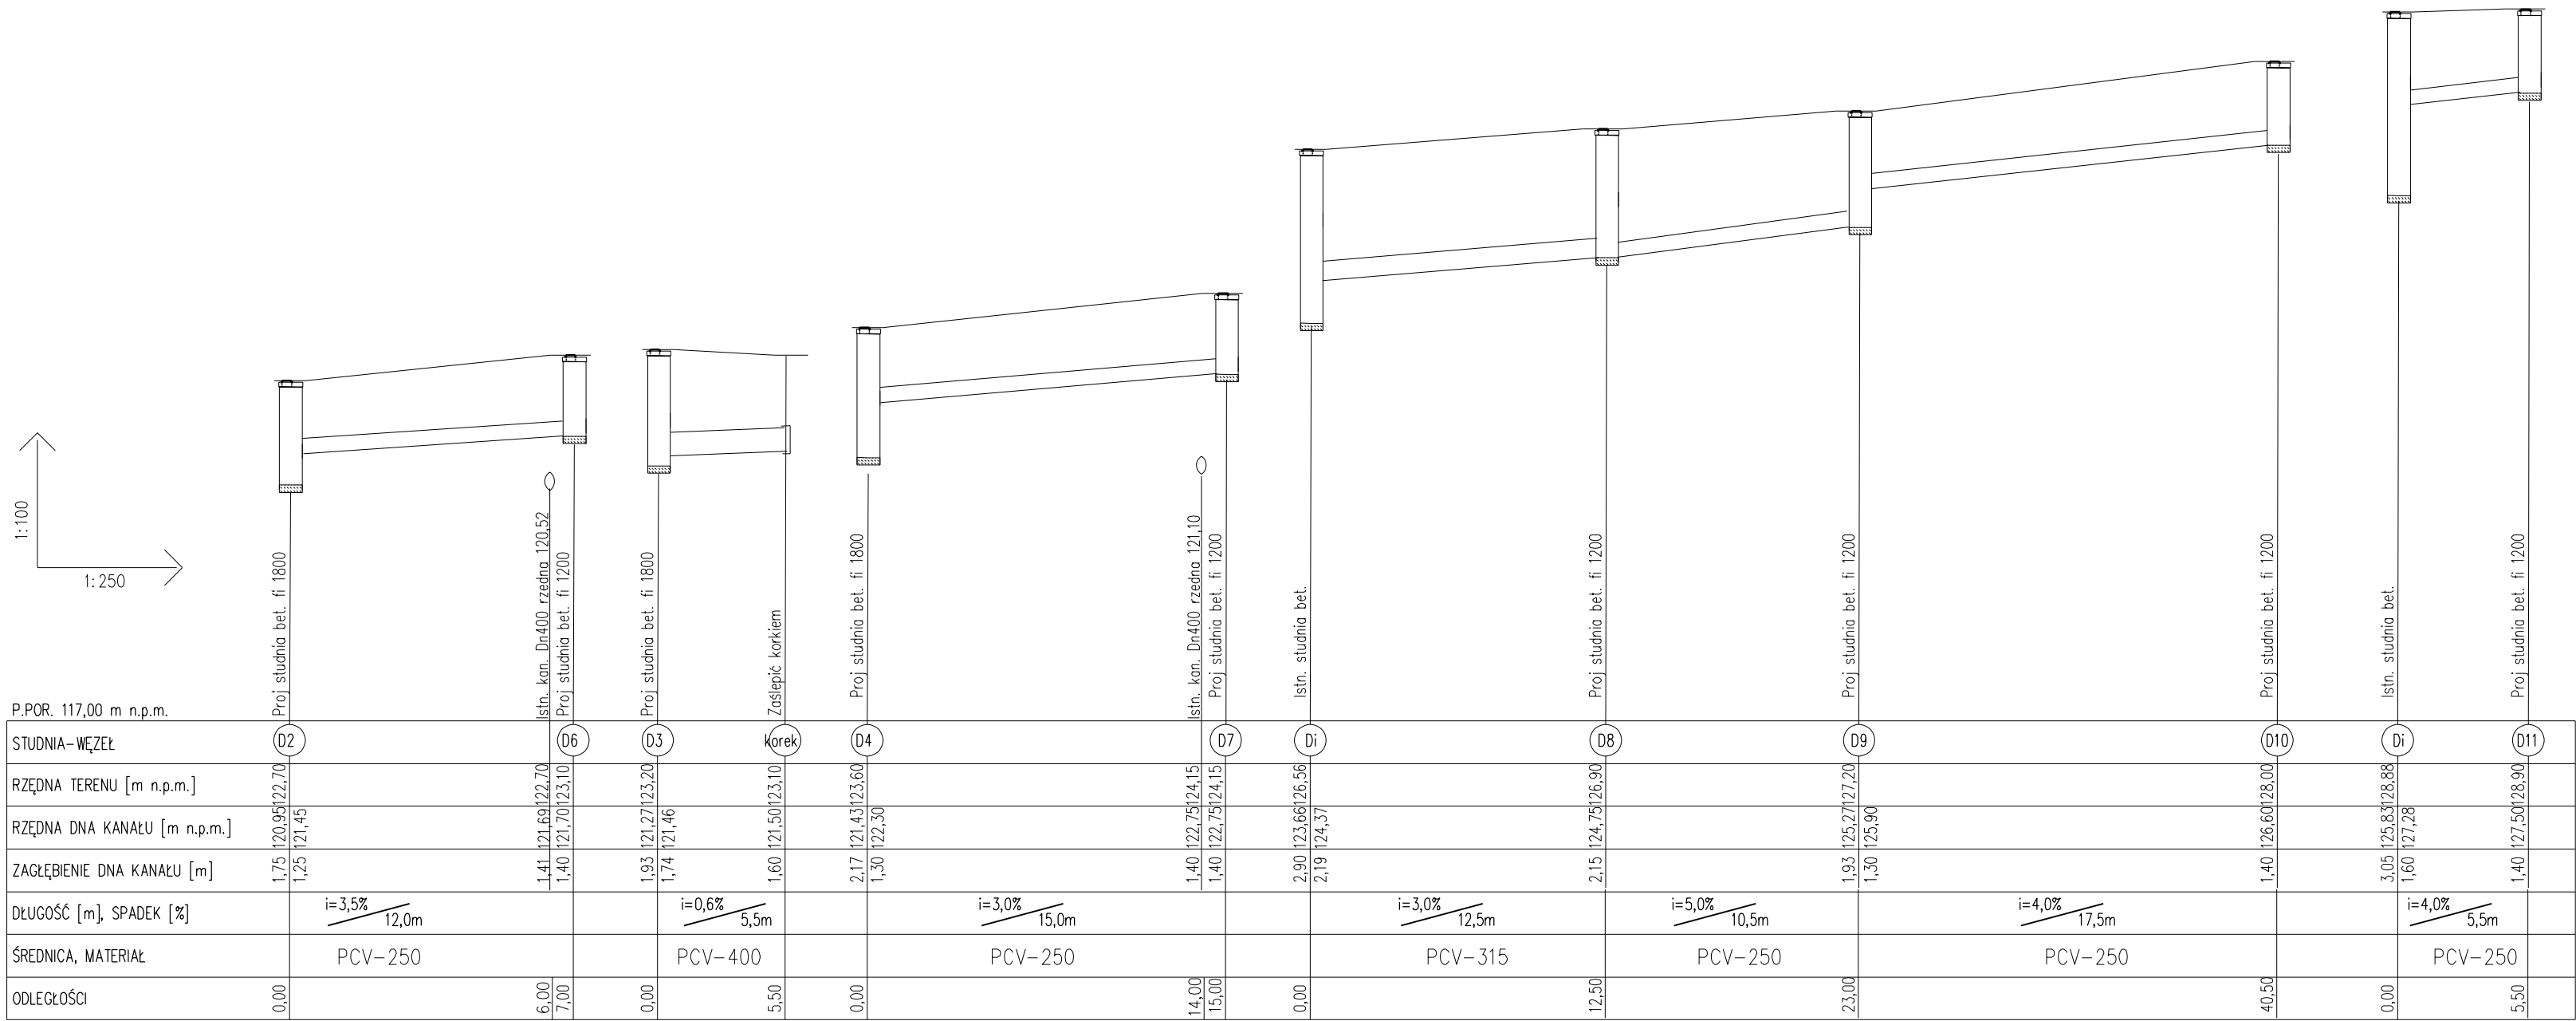 1:100
1:250
P.POR. 117,00 m n.p.m.
Proj studnia bet. fi 1800
Istn. kan. Dn400 rzedna 120,52
Proj studnia bet. fi 1200
Proj studnia bet. fi 1800
Zaślepić korkiem
Proj studnia bet. fi 1800
Istn. kan. Dn400 rzedna 121,10
Proj studnia bet. fi 1200
Istn. studnia bet.
Proj studnia bet. fi 1200
Proj studnia bet. fi 1200
Proj studnia bet. fi 1200
Istn. studnia bet.
Proj studnia bet. fi 1200
STUDNIA-WĘZEŁ D2 D6 D3 Korek D4 D7 Di D8 D9 D10 Di D11
RZĘDNA TERENU [m n.p.m.] 122,70 122,70 123,10 123,20 123,10 123,60 124,15 124,15 126,56 126,90 127,20 128,00 128,88 128,90
RZĘDNA DNA KANAŁU [m n.p.m.] 120,95 121,45 121,69 121,70 121,27 121,46 121,50 121,43 122,30 122,75 122,75 123,66 124,37 124,75 125,27 125,90 126,60 125,83 127,28 127,50
ZAGŁĘBIENIE DNA KANAŁU [m] 1,75 1,25 1,41 1,40 1,93 1,74 1,60 2,17 1,30 1,40 1,40 2,90 2,19 2,15 1,93 1,30 1,40 3,05 1,60 1,40
DŁUGOŚĆ [m], SPADEK [%] i=3,5% 12,0m i=0,6% 5,5m i=3,0% 15,0m i=3,0% 12,5m i=5,0% 10,5m i=4,0% 17,5m i=4,0% 5,5m
ŚREDNICA, MATERIAŁ PCV-250 PCV-400 PCV-250 PCV-315 PCV-250 PCV-250 PCV-250
ODLEGŁOŚCI 0,00 6,00 7,00 0,00 5,50 0,00 14,00 15,00 0,00 12,50 23,00 40,50 0,00 5,50